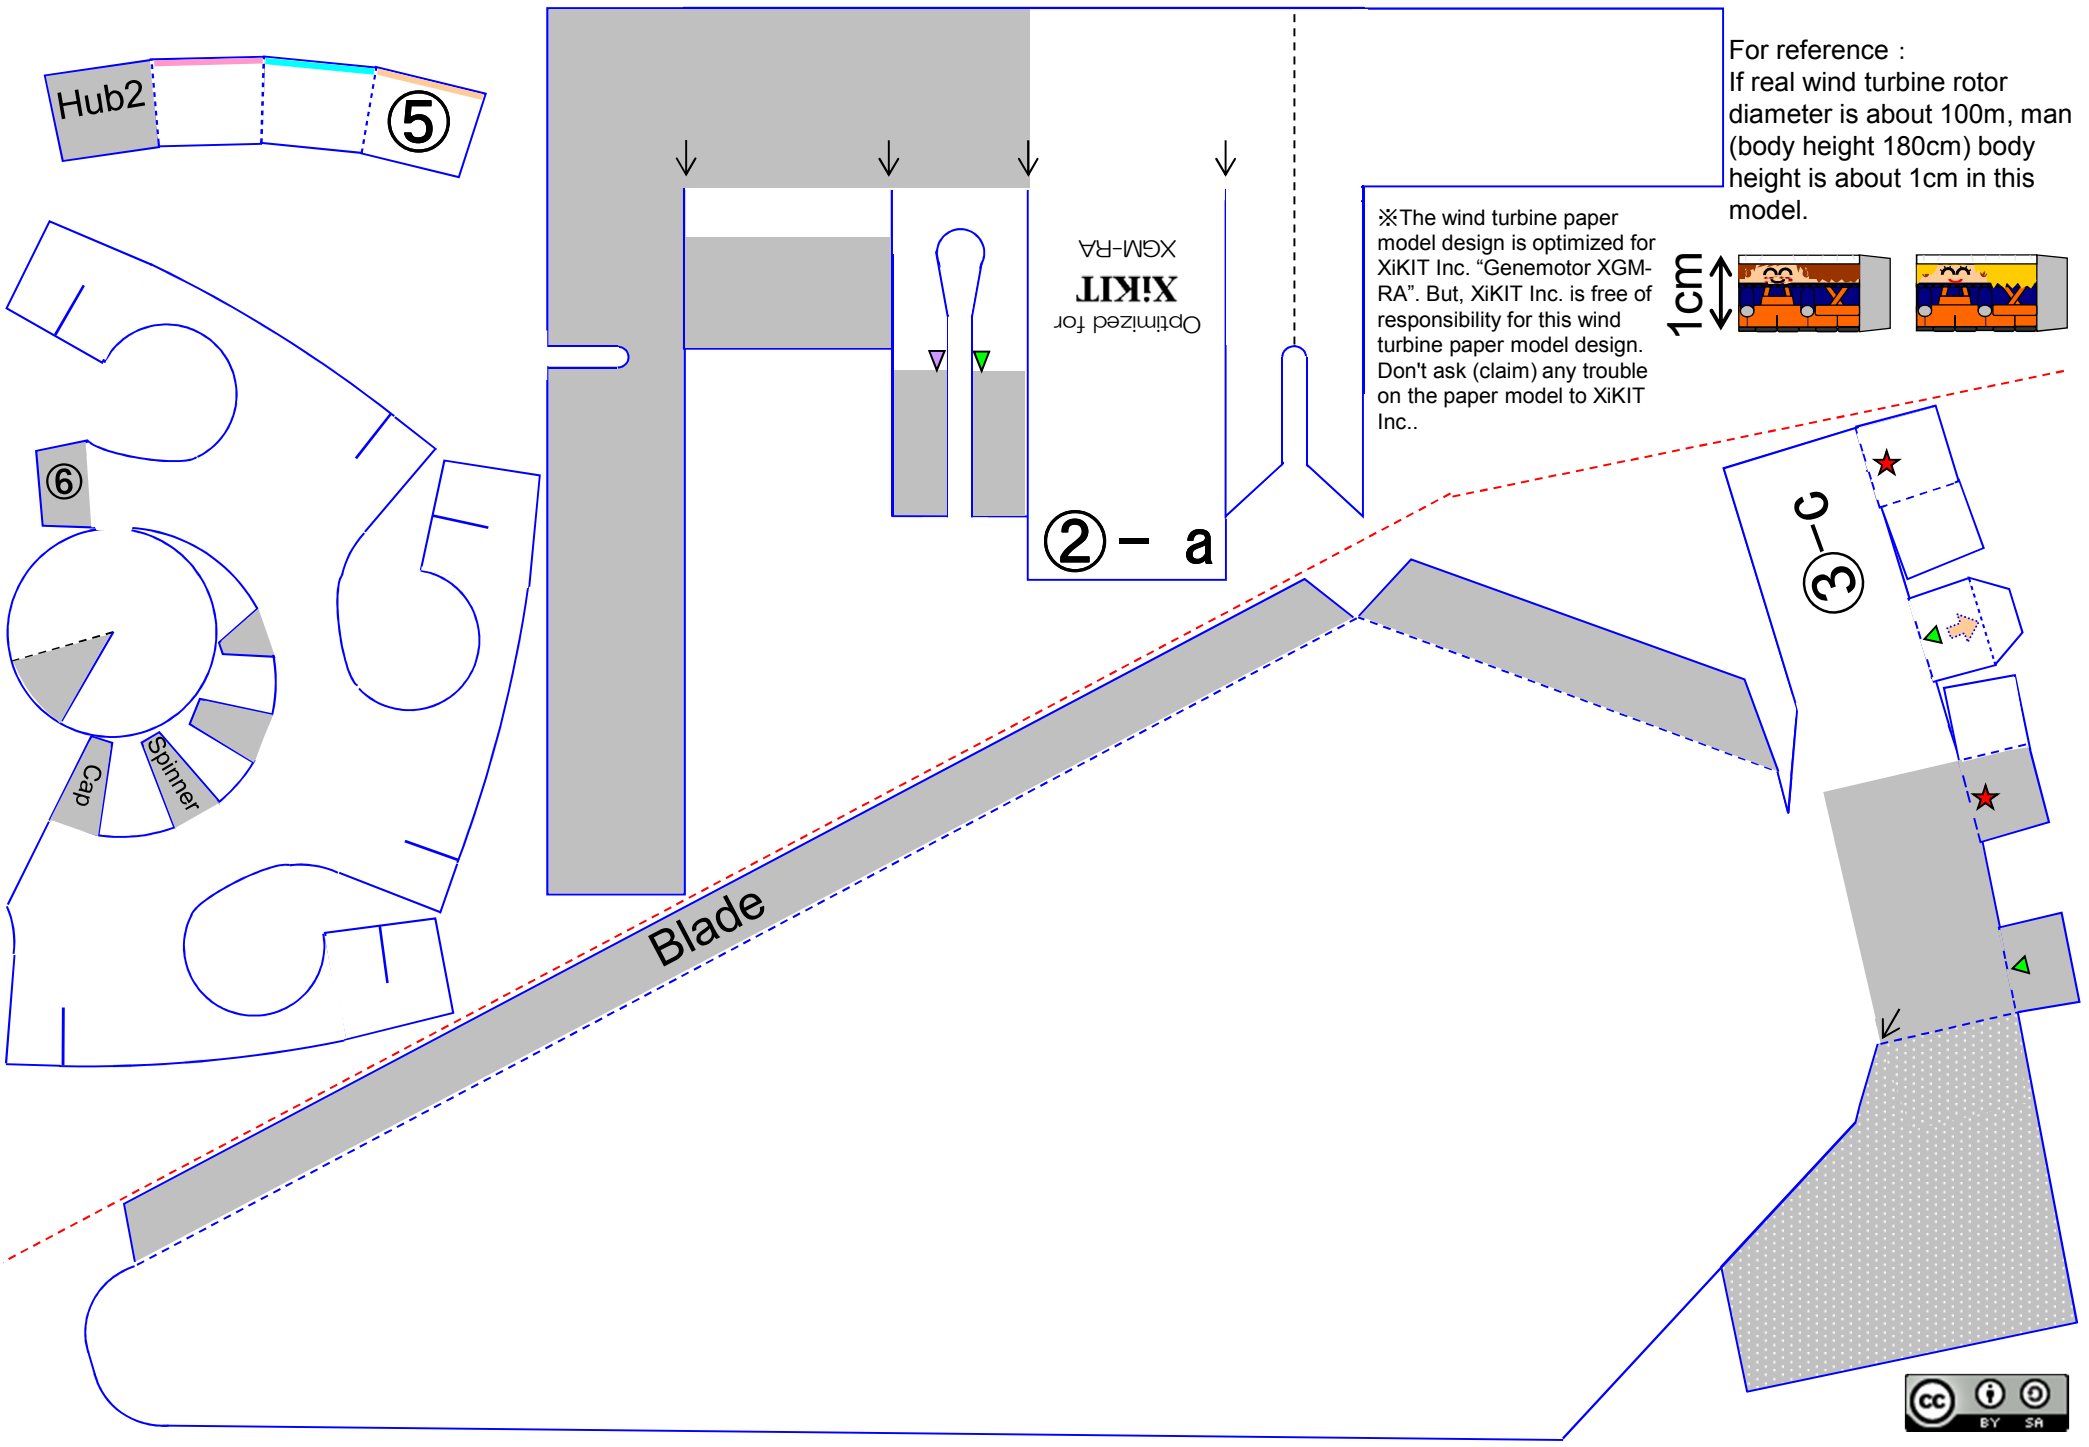 Hub2
⑤
For reference :
If real wind turbine rotor
diameter is about 100m, man
(body height 180cm) body
height is about 1cm in this
model.
1cm
※The wind turbine paper
model design is optimized for
XiKIT Inc. “Genemotor XGM-
RA”. But, XiKIT Inc. is free of
responsibility for this wind
turbine paper model design.
Don't ask (claim) any trouble
on the paper model to XiKIT
Inc..
Optimized for
XiKIT
XGM-RA
②- a
③-c
⑥
Cap
Spinner
Blade
cc
BY SA